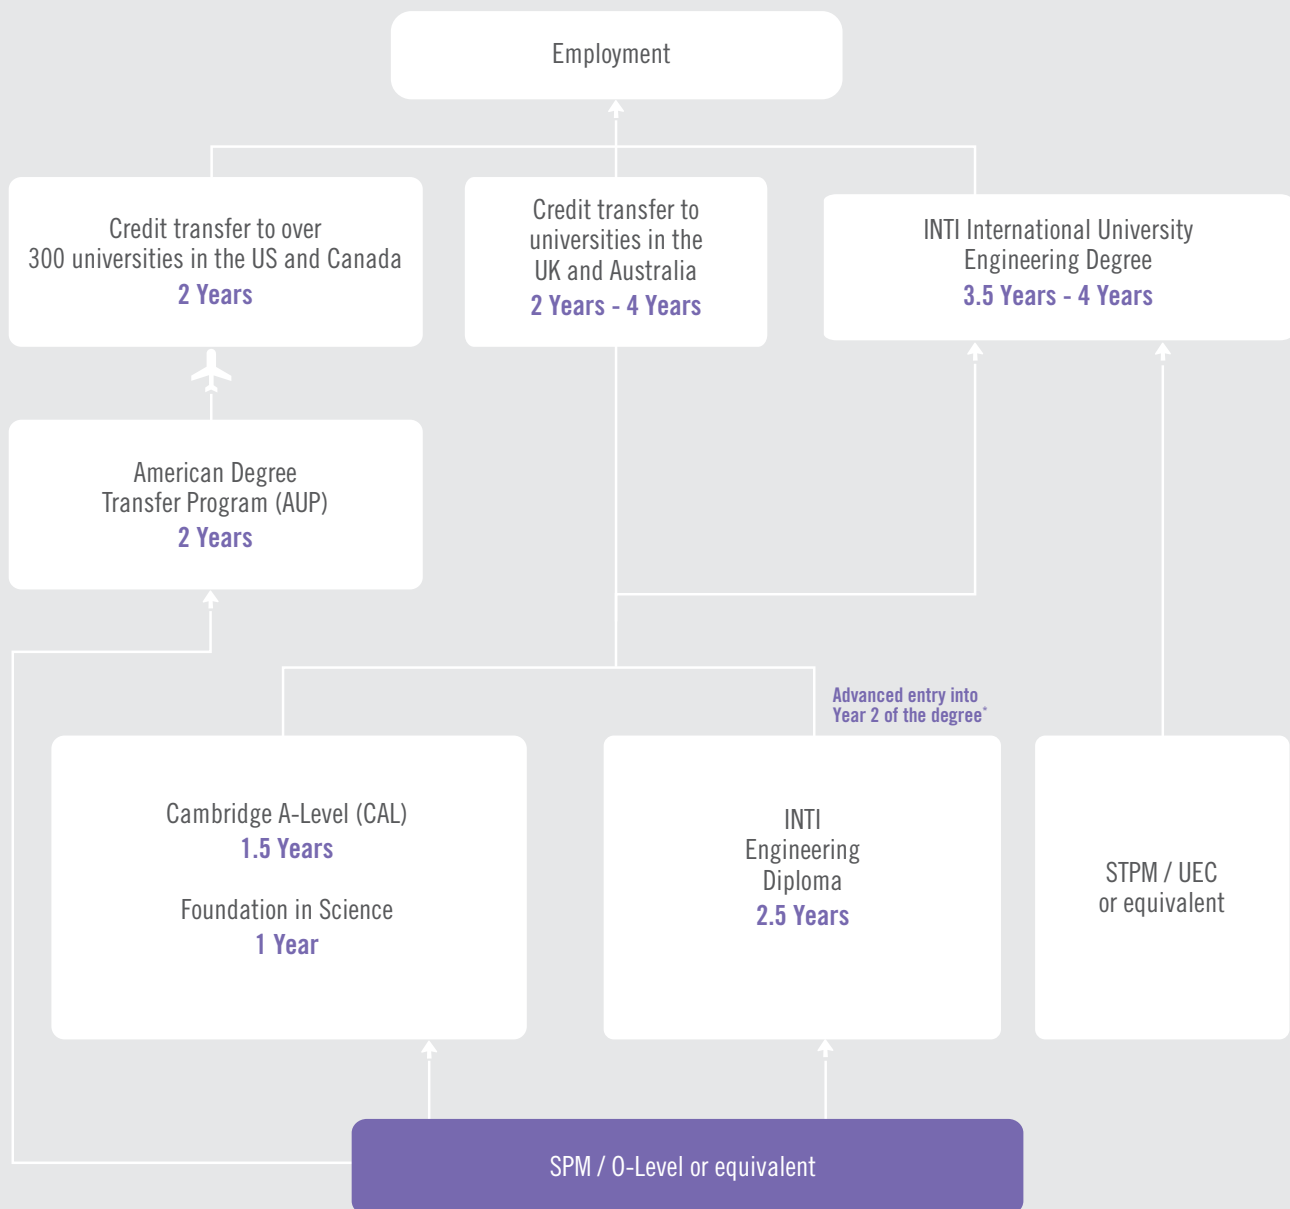 Employment
Credit transfer to over
300 universities in the US and Canada
2 Years
Credit transfer to
universities in the
UK and Australia
2 Years - 4 Years
INTI International University
Engineering Degree
3.5 Years - 4 Years
American Degree
Transfer Program (AUP)
2 Years
Advanced entry into
Year 2 of the degree*
Cambridge A-Level (CAL)
1.5 Years
Foundation in Science
1 Year
INTI
Engineering
Diploma
2.5 Years
STPM / UEC
or equivalent
SPM / O-Level or equivalent